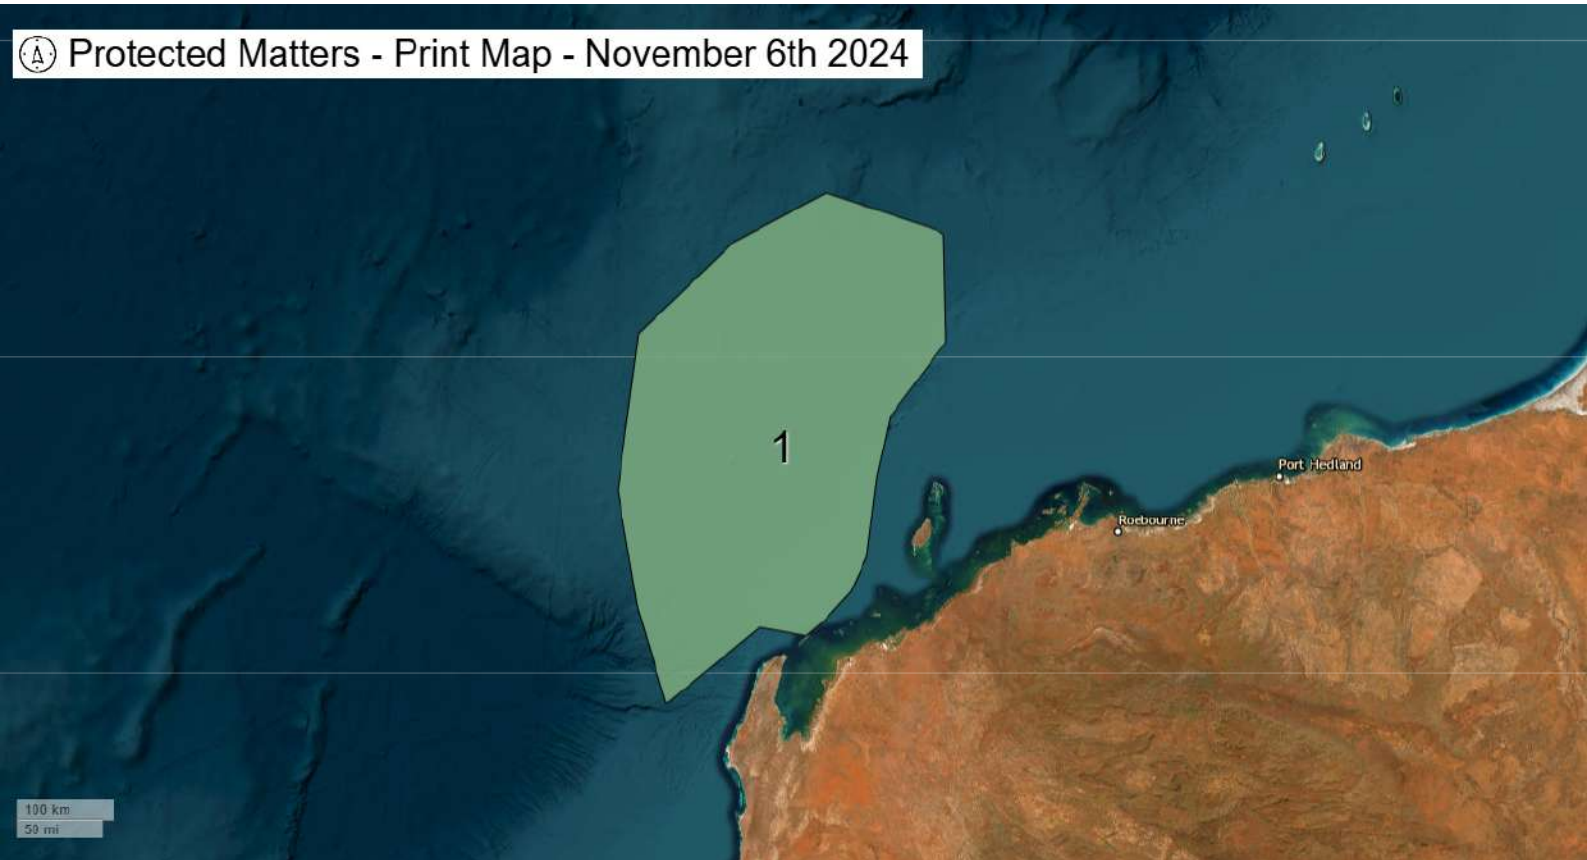 Protected Matters - Print Map - November 6th 2024
1
Port Hedland
Roebourne
100 km
50 mi